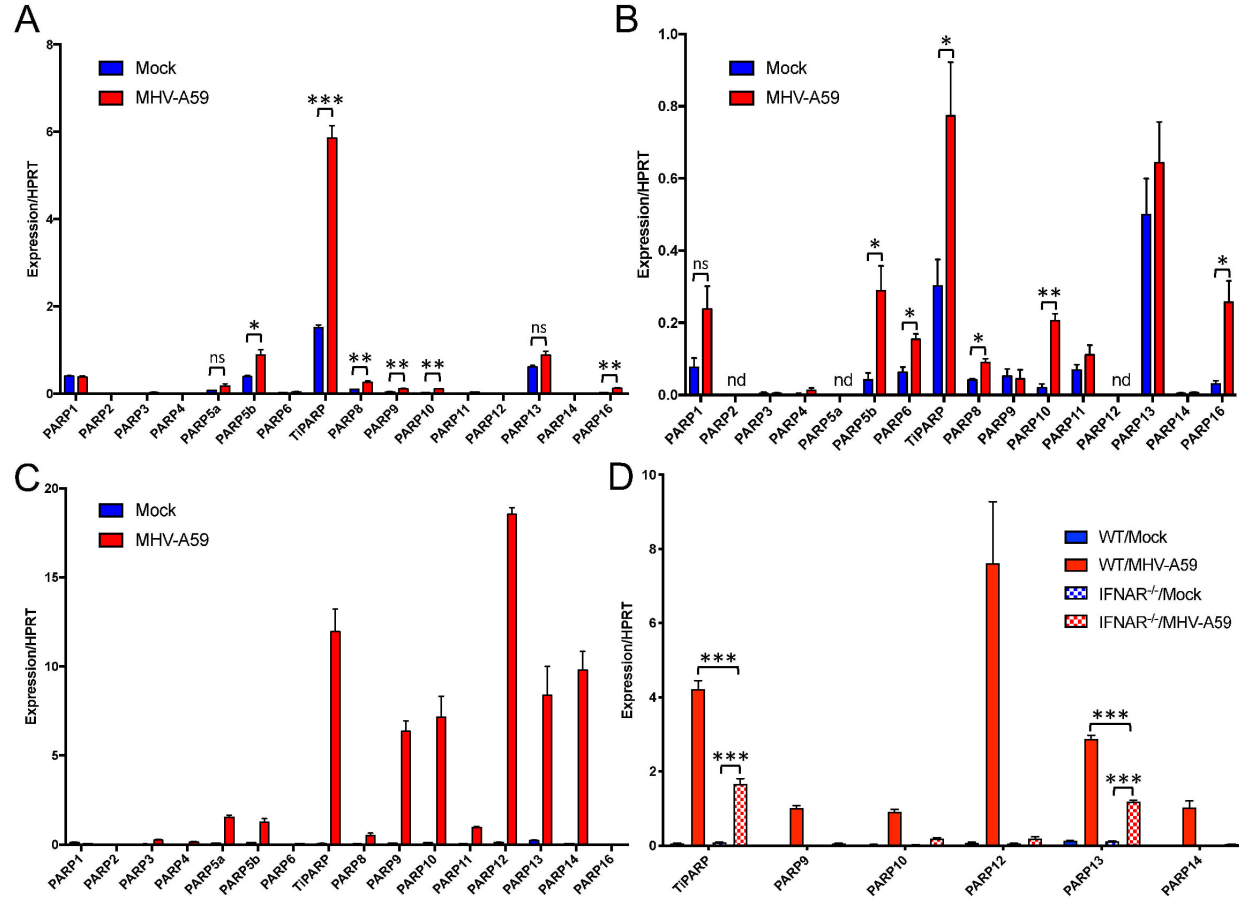 A
Expression/HPRT
8
6
4
2
0
Mock
MHV-A59
ns
*
***
**
**
**
ns
**
PARP1
PARP2
PARP3
PARP4
PARP5a
PARP5b
PARP6
TiPARP
PARP8
PARP9
PARP10
PARP11
PARP12
PARP13
PARP14
PARP16
B
Expression/HPRT
1.0
0.8
0.6
0.4
0.2
0.0
Mock
MHV-A59
ns
nd
nd
*
*
*
*
**
nd
*
PARP1
PARP2
PARP3
PARP4
PARP5a
PARP5b
PARP6
TiPARP
PARP8
PARP9
PARP10
PARP11
PARP12
PARP13
PARP14
PARP16
C
Expression/HPRT
20
15
10
5
0
Mock
MHV-A59
PARP1
PARP2
PARP3
PARP4
PARP5a
PARP5b
PARP6
TiPARP
PARP8
PARP9
PARP10
PARP11
PARP12
PARP13
PARP14
PARP16
D
Expression/HPRT
10
8
6
4
2
0
WT/Mock
WT/MHV-A59
IFNAR-/-/Mock
IFNAR-/-/MHV-A59
***
***
***
***
TiPARP
PARP9
PARP10
PARP12
PARP13
PARP14